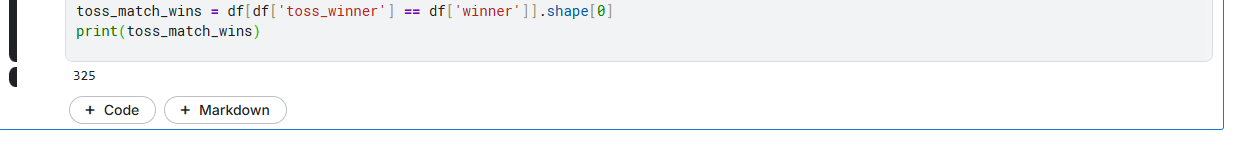 toss_match_wins = df[df['toss_winner'] == df['winner']].shape[0]
print(toss_match_wins)
325
+ Code + Markdown